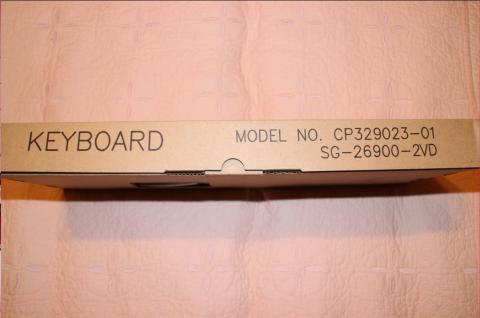 KEYBOARD
MODEL NO. CP329023-01
SG-26900-2VD